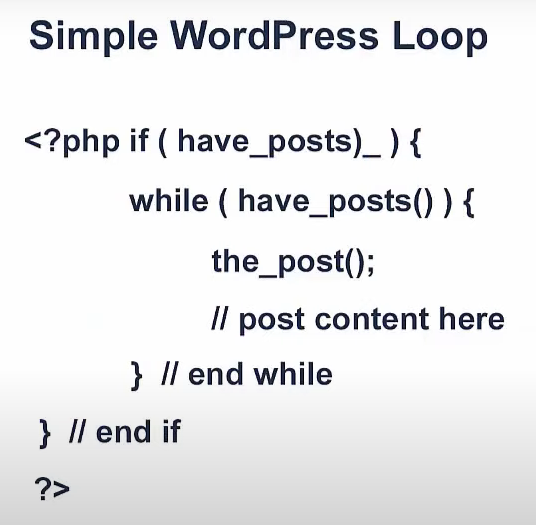 Simple WordPress Loop
<?php if ( have_posts)_ ) {
while ( have_posts() ) {
the_post();
// post content here
} // end while
} // end if
?>